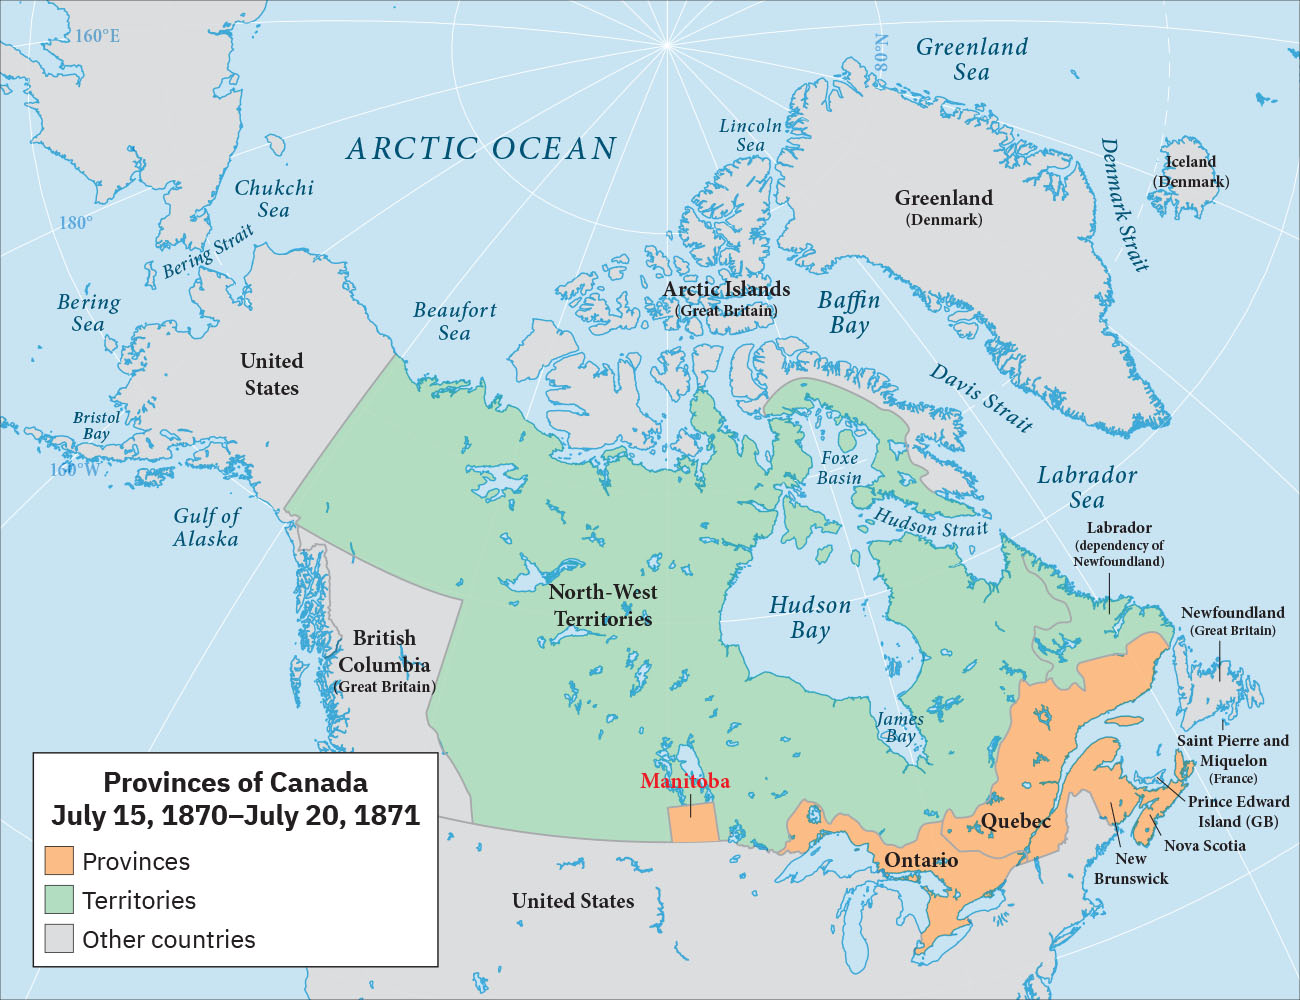 160°E
80°N
Greenland
Sea
ARCTIC OCEAN
Lincoln
Sea
Denmark Strait
Iceland
(Denmark)
Chukchi
Sea
Greenland
(Denmark)
180°
Bering Strait
Bering
Sea
Beaufort
Sea
Arctic Islands
(Great Britain)
Baffin
Bay
United
States
Davis Strait
Bristol
Bay
160°W
Foxe
Basin
Labrador
Sea
Gulf of
Alaska
Hudson Strait
Labrador
(dependency of
Newfoundland)
North-West
Territories
Hudson
Bay
Newfoundland
(Great Britain)
British
Columbia
(Great Britain)
James
Bay
Saint Pierre and
Miquelon
(France)
Manitoba
Prince Edward
Island (GB)
Quebec
Nova Scotia
Ontario
New
Brunswick
United States
Provinces of Canada
July 15, 1870–July 20, 1871
Provinces
Territories
Other countries